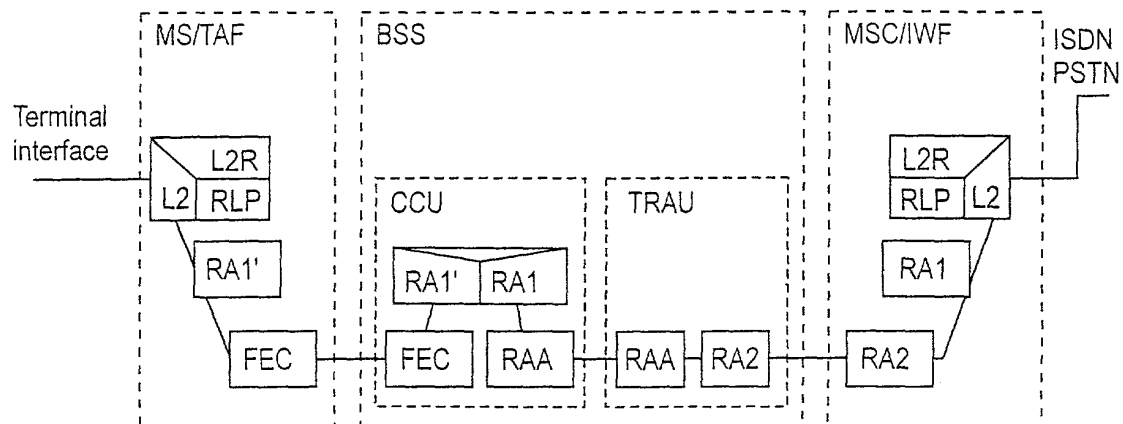 MS/TAF
BSS
MSC/IWF
ISDN
PSTN
Terminal
interface
L2R
L2 RLP
RA1'
FEC
CCU
RA1' RA1
FEC
RAA
TRAU
RAA
RA2
L2R
RLP L2
RA1
RA2